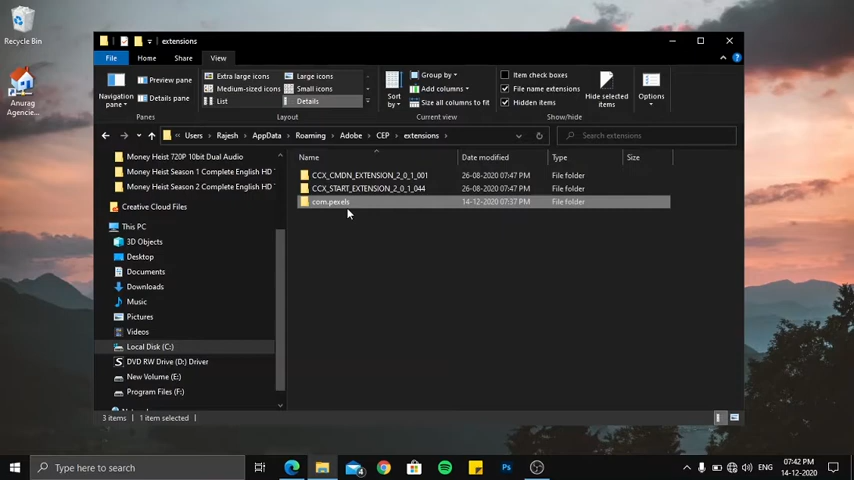 Recycle Bin
Anurag
Agencie...
extensions
File
Home
Share
View
Navigation
pane
Preview pane
Details pane
Extra large icons
Large icons
Medium-sized icons
Small icons
List
Details
Layout
Sort
by
Group by
Add columns
Size all columns to fit
Current view
Item check boxes
File name extensions
Hidden items
Hide selected
items
Show/hide
Options
Users
Rajesh
AppData
Roaming
Adobe
CEP
extensions
Search extensions
Money Heist 720P 10bit Dual Audio
Money Heist Season 1 Complete English HD
Money Heist Season 2 Complete English HD
Creative Cloud Files
This PC
3D Objects
Desktop
Documents
Downloads
Music
Pictures
Videos
Local Disk (C:)
DVD RW Drive (D:) Driver
New Volume (E:)
Program Files (F:)
Name
Date modified
Type
Size
CCX_CMDN_EXTENSION_2_0_1_001
26-08-2020 07:47 PM
File folder
CCX_START_EXTENSION_2_0_1_044
26-08-2020 07:47 PM
File folder
com.pexels
14-12-2020 07:37 PM
File folder
3 items
1 item selected
Type here to search
4
Ps
ENG
07:42 PM
14-12-2020